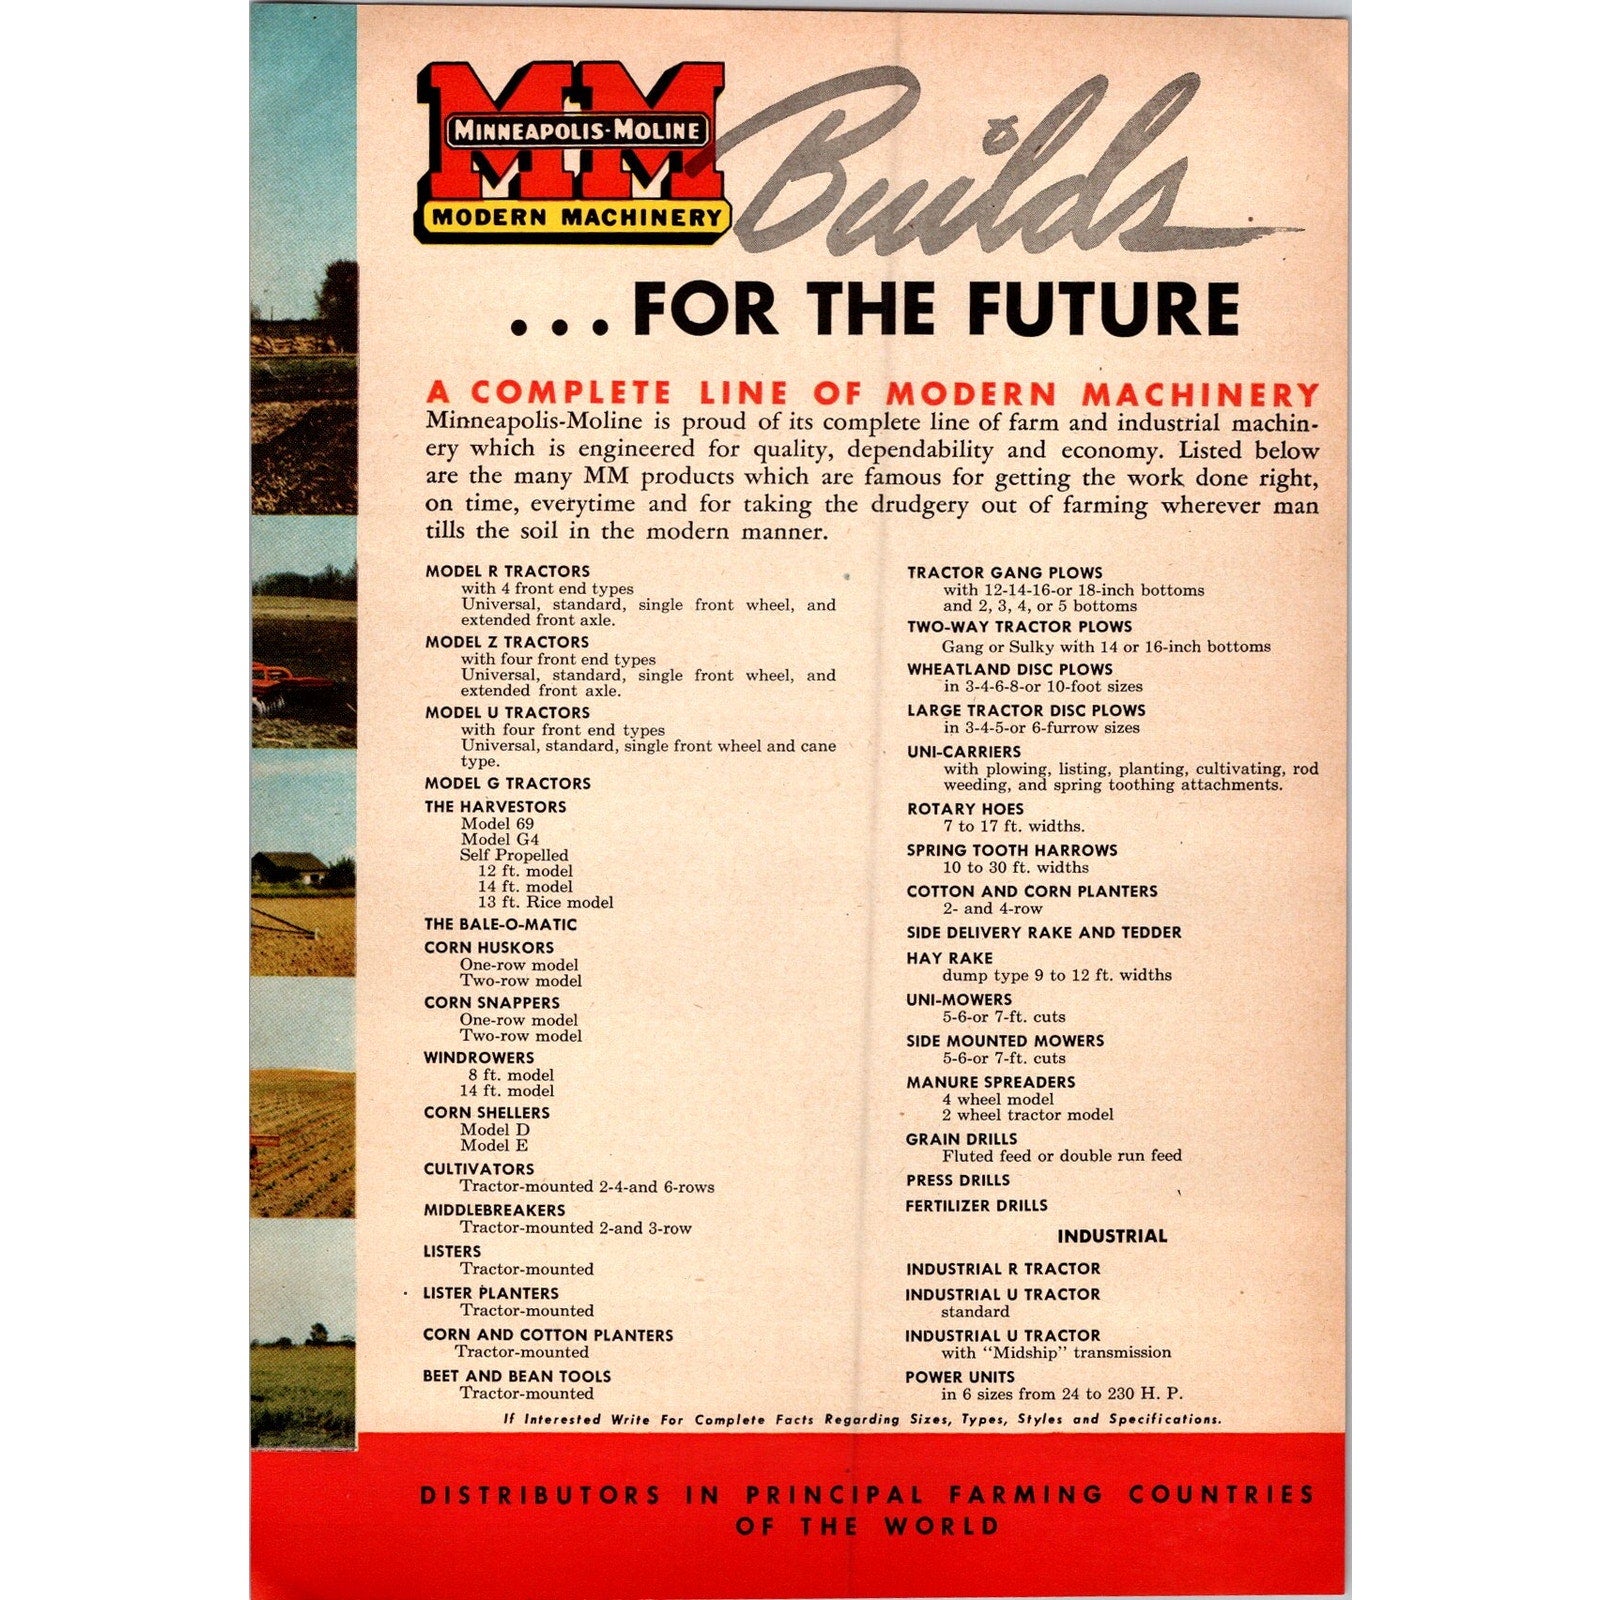 MM
MINNEAPOLIS-MOLINE
MODERN MACHINERY
Builds
...FOR THE FUTURE
A COMPLETE LINE OF MODERN MACHINERY
Minneapolis-Moline is proud of its complete line of farm and industrial machin-
ery which is engineered for quality, dependability and economy. Listed below
are the many MM products which are famous for getting the work done right,
on time, everytime and for taking the drudgery out of farming wherever man
tills the soil in the modern manner.
MODEL R TRACTORS
with 4 front end types
Universal, standard, single front wheel, and
extended front axle.
MODEL Z TRACTORS
with four front end types
Universal, standard, single front wheel, and
extended front axle.
MODEL U TRACTORS
with four front end types
Universal, standard, single front wheel and cane
type.
MODEL G TRACTORS
THE HARVESTORS
Model 69
Model G4
Self Propelled
12 ft. model
14 ft. model
13 ft. Rice model
THE BALE-O-MATIC
CORN HUSKORS
One-row model
Two-row model
CORN SNAPPERS
One-row model
Two-row model
WINDROWERS
8 ft. model
14 ft. model
CORN SHELLERS
Model D
Model E
CULTIVATORS
Tractor-mounted 2-4-and 6-rows
MIDDLEBREAKERS
Tractor-mounted 2-and 3-row
LISTERS
Tractor-mounted
LISTER PLANTERS
Tractor-mounted
CORN AND COTTON PLANTERS
Tractor-mounted
BEET AND BEAN TOOLS
Tractor-mounted
TRACTOR GANG PLOWS
with 12-14-16-or 18-inch bottoms
and 2, 3, 4, or 5 bottoms
TWO-WAY TRACTOR PLOWS
Gang or Sulky with 14 or 16-inch bottoms
WHEATLAND DISC PLOWS
in 3-4-6-8-or 10-foot sizes
LARGE TRACTOR DISC PLOWS
in 3-4-5-or 6-furrow sizes
UNI-CARRIERS
with plowing, listing, planting, cultivating, rod
weeding, and spring toothing attachments.
ROTARY HOES
7 to 17 ft. widths.
SPRING TOOTH HARROWS
10 to 30 ft. widths
COTTON AND CORN PLANTERS
2- and 4-row
SIDE DELIVERY RAKE AND TEDDER
HAY RAKE
dump type 9 to 12 ft. widths
UNI-MOWERS
5-6-or 7-ft. cuts
SIDE MOUNTED MOWERS
5-6-or 7-ft. cuts
MANURE SPREADERS
4 wheel model
2 wheel tractor model
GRAIN DRILLS
Fluted feed or double run feed
PRESS DRILLS
FERTILIZER DRILLS
INDUSTRIAL
INDUSTRIAL R TRACTOR
INDUSTRIAL U TRACTOR
standard
INDUSTRIAL U TRACTOR
with "Midship" transmission
POWER UNITS
in 6 sizes from 24 to 230 H. P.
If Interested Write For Complete Facts Regarding Sizes, Types, Styles and Specifications.
DISTRIBUTORS IN PRINCIPAL FARMING COUNTRIES
OF THE WORLD